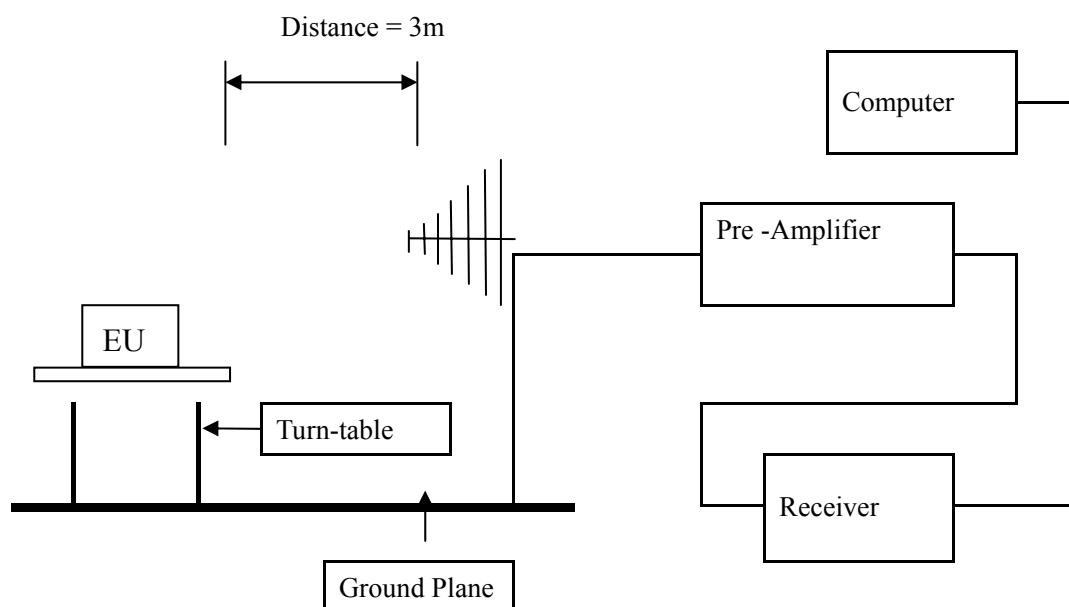 Distance = 3m
Computer
Pre -Amplifier
EU
Turn-table
Receiver
Ground Plane